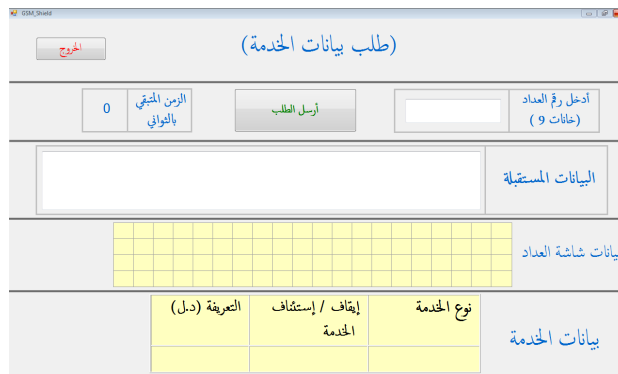 GSM_Shield
(طلب بيانات الخدمة)
الخروج
أدخل رقم العداد
(خانات 9 )
أرسل الطلب
الزمن المتبقي
بالثواني
0
البيانات المستقبلة
يانات شاشة العداد
نوع الخدمة
إيقاف / إستئناف
الخدمة
التعريفة (د.ل)
بيانات الخدمة